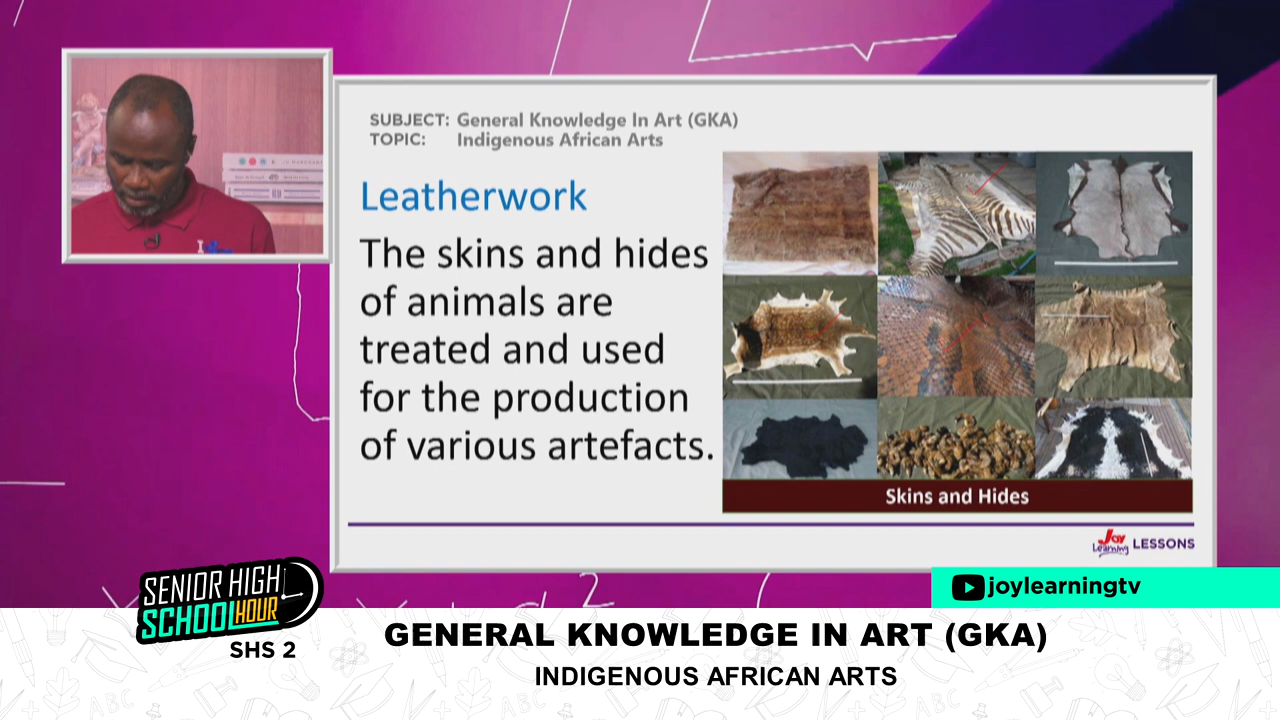 SUBJECT: General Knowledge In Art (GKA)
TOPIC: Indigenous African Arts
Leatherwork
The skins and hides
of animals are
treated and used
for the production
of various artefacts.
Skins and Hides
Joy Learning LESSONS
joylearningtv
SENIOR HIGH
SCHOOL HOUR
SHS 2
GENERAL KNOWLEDGE IN ART (GKA)
INDIGENOUS AFRICAN ARTS